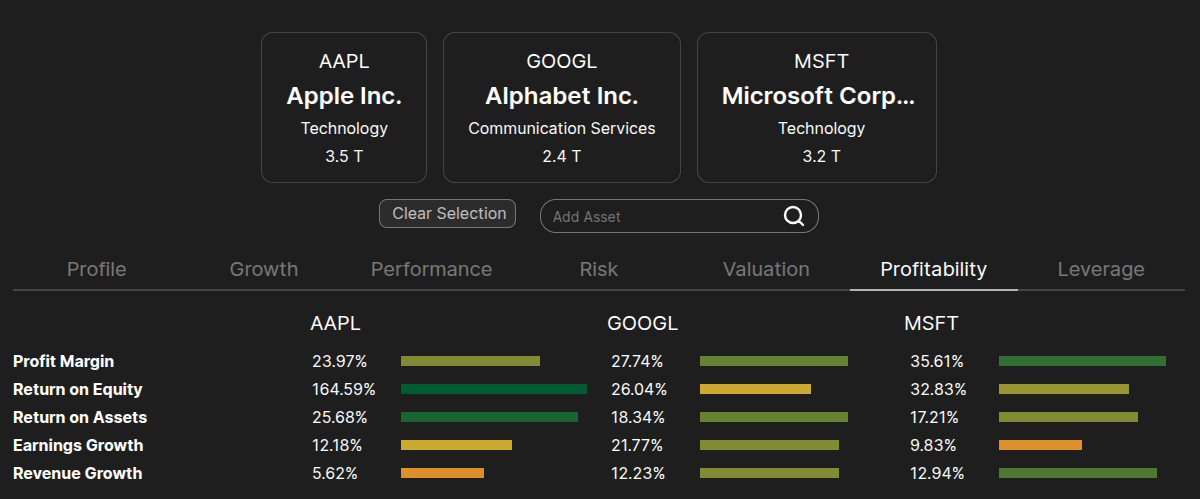 AAPL GOOGL MSFT
Apple Inc. Alphabet Inc. Microsoft Corp...
Technology Communication Services Technology
3.5 T 2.4 T 3.2 T
Clear Selection Add Asset
Profile Growth Performance Risk Valuation Profitability Leverage
AAPL GOOGL MSFT
Profit Margin 23.97% 27.74% 35.61%
Return on Equity 164.59% 26.04% 32.83%
Return on Assets 25.68% 18.34% 17.21%
Earnings Growth 12.18% 21.77% 9.83%
Revenue Growth 5.62% 12.23% 12.94%